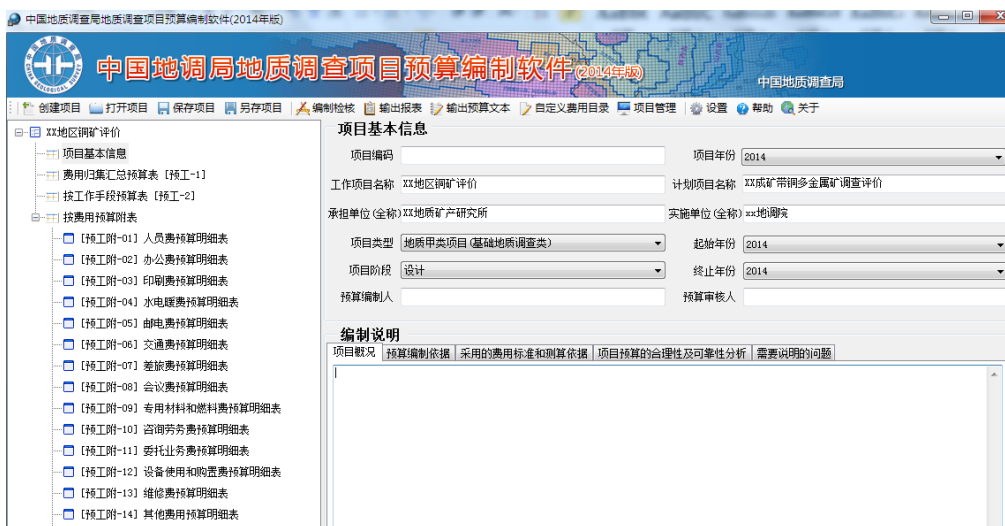 中国地质调查局地质调查项目预算编制软件(2014年版)
中国地调局地质调查项目预算编制软件(2014年版)
中国地质调查局
创建项目 打开项目 保存项目 另存项目 编制检核 输出报表 输出预算文本 自定义费用目录 项目管理 设置 帮助 关于
XX地区铜矿评价
项目基本信息
费用归集汇总预算表 [预工-1]
按工作手段预算表 [预工-2]
按费用预算附表
[预工附-01] 人员费预算明细表
[预工附-02] 办公费预算明细表
[预工附-03] 印刷费预算明细表
[预工附-04] 水电暖费预算明细表
[预工附-05] 邮电费预算明细表
[预工附-06] 交通费预算明细表
[预工附-07] 差旅费预算明细表
[预工附-08] 会议费预算明细表
[预工附-09] 专用材料和燃料费预算明细表
[预工附-10] 咨询劳务费预算明细表
[预工附-11] 委托业务费预算明细表
[预工附-12] 设备使用和购置费预算明细表
[预工附-13] 维修费预算明细表
[预工附-14] 其他费用预算明细表
项目基本信息
项目编码 项目年份 2014
工作项目名称 XX地区铜矿评价 计划项目名称 XX成矿带铜多金属矿调查评价
承担单位(全称) XX地质矿产研究所 实施单位(全称) xx地调院
项目类型 地质甲类项目(基础地质调查类) 起始年份 2014
项目阶段 设计 终止年份 2014
预算编制人 预算审核人
编制说明
项目概况 预算编制依据 采用的费用标准和测算依据 项目预算的合理性及可靠性分析 需要说明的问题